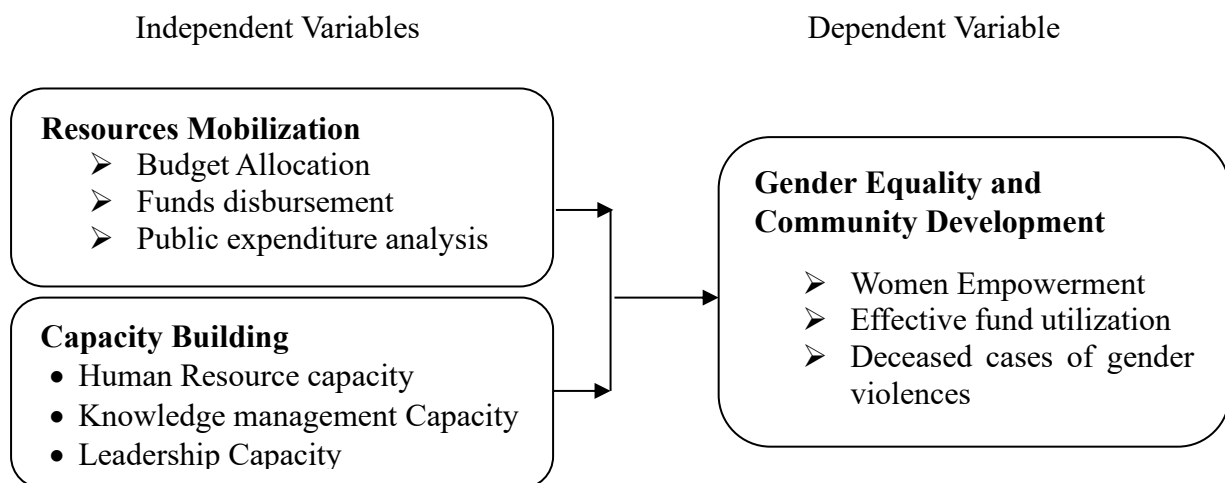 Independent Variables
Dependent Variable
Resources Mobilization
➢ Budget Allocation
➢ Funds disbursement
➢ Public expenditure analysis
Capacity Building
• Human Resource capacity
• Knowledge management Capacity
• Leadership Capacity
Gender Equality and
Community Development
➢ Women Empowerment
➢ Effective fund utilization
➢ Deceased cases of gender
violences